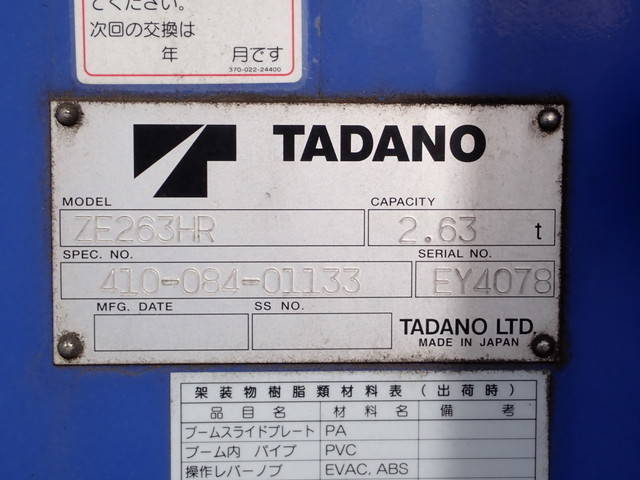 てください。
次回の交換は
年 月です
370-022-24400
TADANO
MODEL CAPACITY
ZE263HR 2.63 t
SPEC. NO. SERIAL NO.
410-084-01133 EY4078
MFG. DATE SS NO.
TADANO LTD.
MADE IN JAPAN
架装物樹脂類材料表(出荷時)
品目名 材料名 備考
ブームスライドプレート PA
ブーム内 パイプ PVC
操作レバーノブ EVAC, ABS